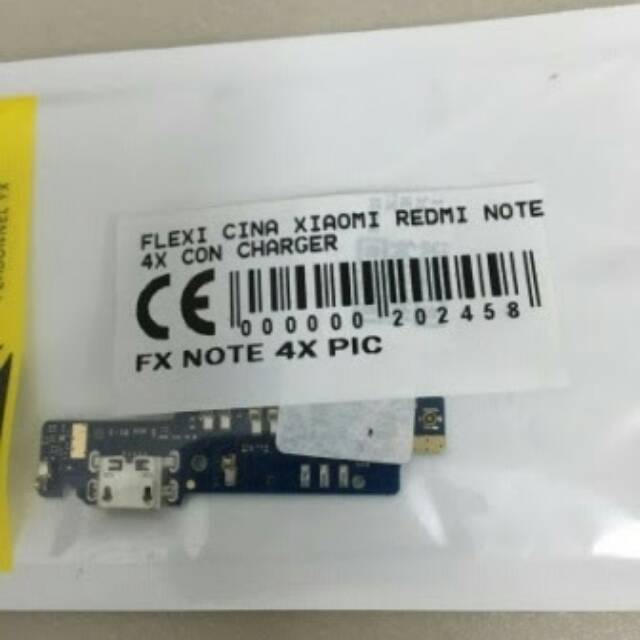 FLEXI CINA XIAOMI REDMI NOTE
4X CON CHARGER
CE
000000 202458
FX NOTE 4X PIC